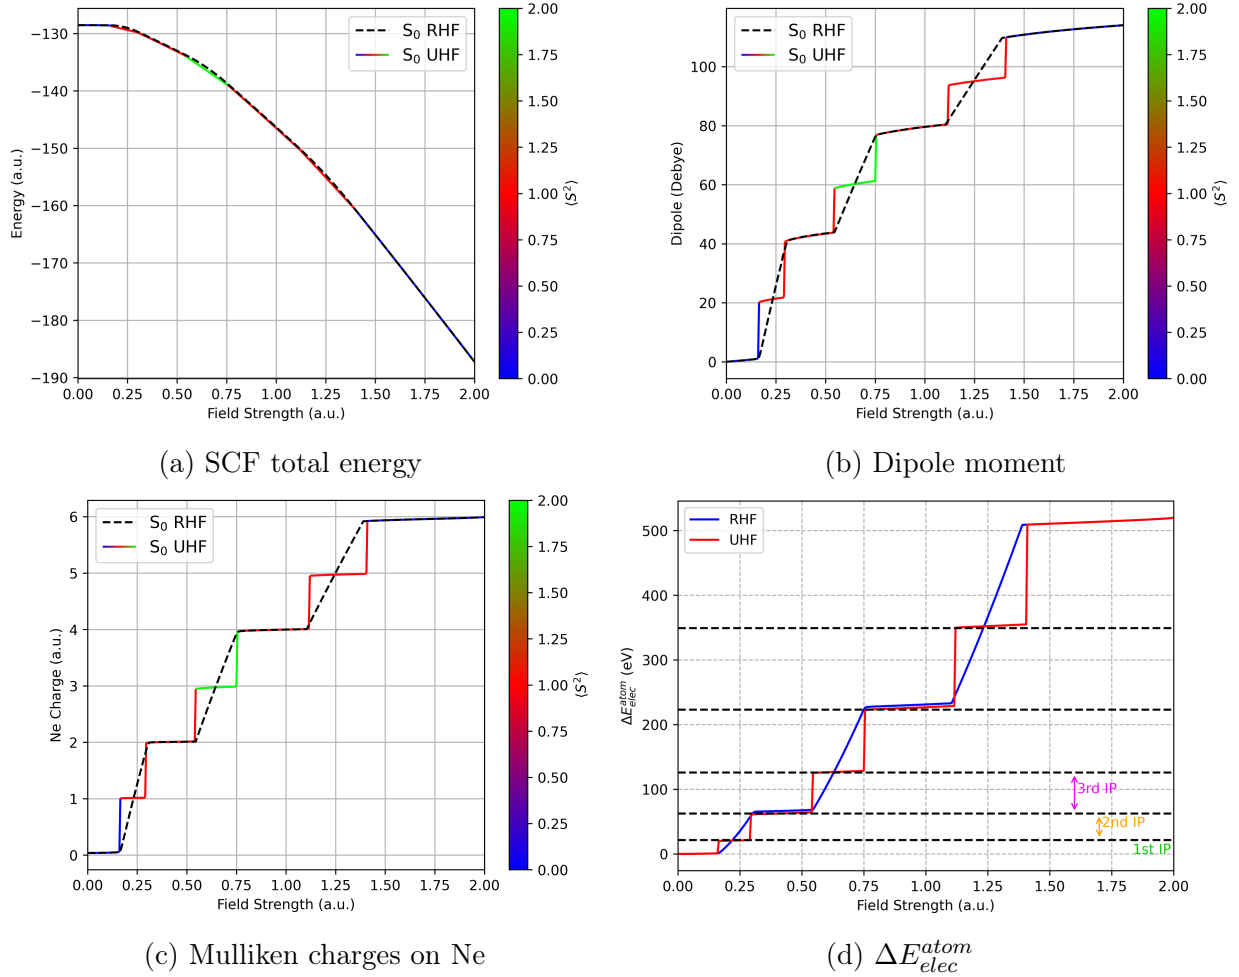 S₀ RHF
S₀ UHF
−130
−140
−150
−160
−170
−180
−190
Energy (a.u.)
0.00 0.25 0.50 0.75 1.00 1.25 1.50 1.75 2.00
Field Strength (a.u.)
2.00
1.75
1.50
1.25
1.00
0.75
0.50
0.25
0.00
⟨S²⟩
(a) SCF total energy
S₀ RHF
S₀ UHF
100
80
60
40
20
0
Dipole (Debye)
0.00 0.25 0.50 0.75 1.00 1.25 1.50 1.75 2.00
Field Strength (a.u.)
2.00
1.75
1.50
1.25
1.00
0.75
0.50
0.25
0.00
⟨S²⟩
(b) Dipole moment
S₀ RHF
S₀ UHF
6
5
4
3
2
1
0
Ne Charge (a.u.)
0.00 0.25 0.50 0.75 1.00 1.25 1.50 1.75 2.00
Field Strength (a.u.)
2.00
1.75
1.50
1.25
1.00
0.75
0.50
0.25
0.00
⟨S²⟩
(c) Mulliken charges on Ne
RHF
UHF
500
400
300
200
100
0
ΔE_{elec}^{atom} (eV)
3rd IP
2nd IP
1st IP
0.00 0.25 0.50 0.75 1.00 1.25 1.50 1.75 2.00
Field Strength (a.u.)
(d) ΔE_{elec}^{atom}